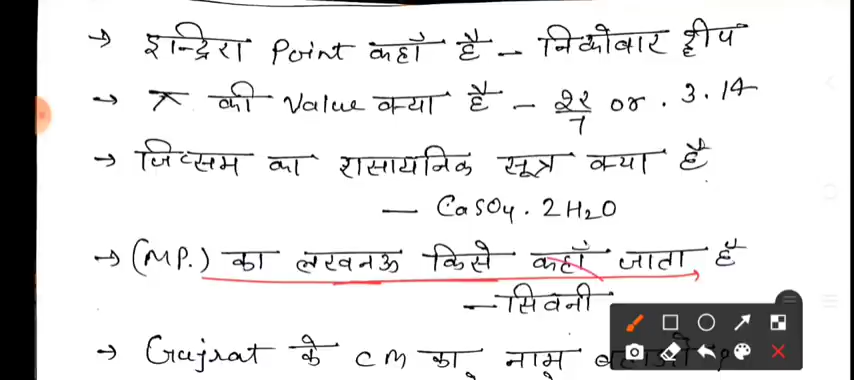 → इन्दिरा Point कहाँ है – निकोबार द्वीप
→ π की Value क्या है – 22/7 or. 3.14
→ जिप्सम का रासायनिक सूत्र क्या है
– CaSO4.2H2O
→ (MP.) का लखनऊ किसे कहाँ जाता है
– सिवनी
→ Gujrat के CM का नाम